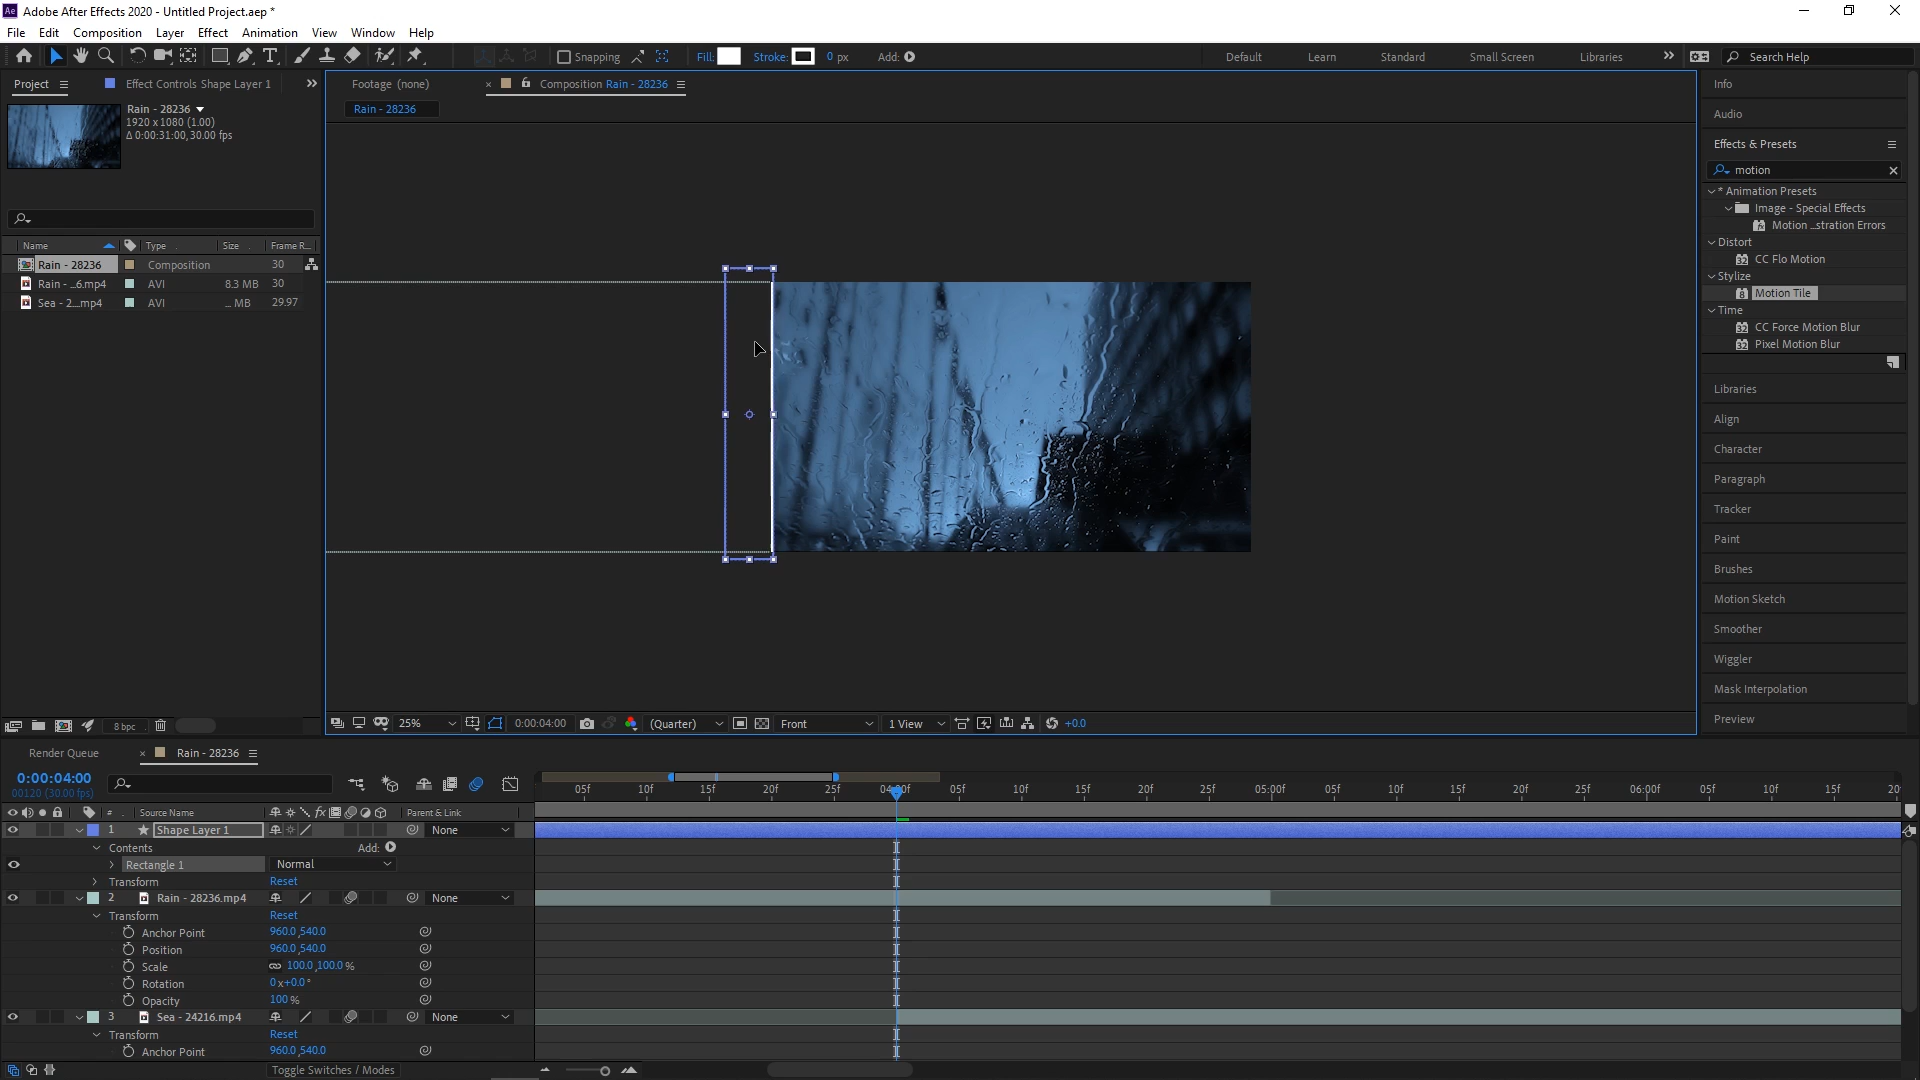 Adobe After Effects 2020 - Untitled Project.aep *
File Edit Composition Layer Effect Animation View Window Help
Snapping Fill: Stroke: 0 px Add: Default Learn Standard Small Screen Libraries » Search Help
Project Effect Controls Shape Layer 1 » Footage (none) × Composition Rain - 28236
Rain - 28236
Rain - 28236
1920 x 1080 (1.00)
Δ 0:00:31:00, 30.00 fps
Name Type Size Frame R...
Rain - 28236 Composition 30
Rain - ...6.mp4 AVI 8.3 MB 30
Sea - 2....mp4 AVI ... MB 29.97
8 bpc
25% 0:00:04:00 (Quarter) Front 1 View +0.0
Info
Audio
Effects & Presets
motion
* Animation Presets
Image - Special Effects
Motion ...stration Errors
Distort
32 CC Flo Motion
Stylize
8 Motion Tile
Time
32 CC Force Motion Blur
32 Pixel Motion Blur
Libraries
Align
Character
Paragraph
Tracker
Paint
Brushes
Motion Sketch
Smoother
Wiggler
Mask Interpolation
Preview
Render Queue × Rain - 28236
0:00:04:00
00120 (30.00 fps)
05f 10f 15f 20f 25f 04:00f 05f 10f 15f 20f 25f 05:00f 05f 10f 15f 20f 25f 06:00f 05f 10f 15f 20
# Source Name fx Parent & Link
1 Shape Layer 1 None
Contents Add:
Rectangle 1 Normal
Transform Reset
2 Rain - 28236.mp4 None
Transform Reset
Anchor Point 960.0,540.0
Position 960.0,540.0
Scale 100.0,100.0 %
Rotation 0x+0.0°
Opacity 100 %
3 Sea - 24216.mp4 None
Transform Reset
Anchor Point 960.0,540.0
Toggle Switches / Modes